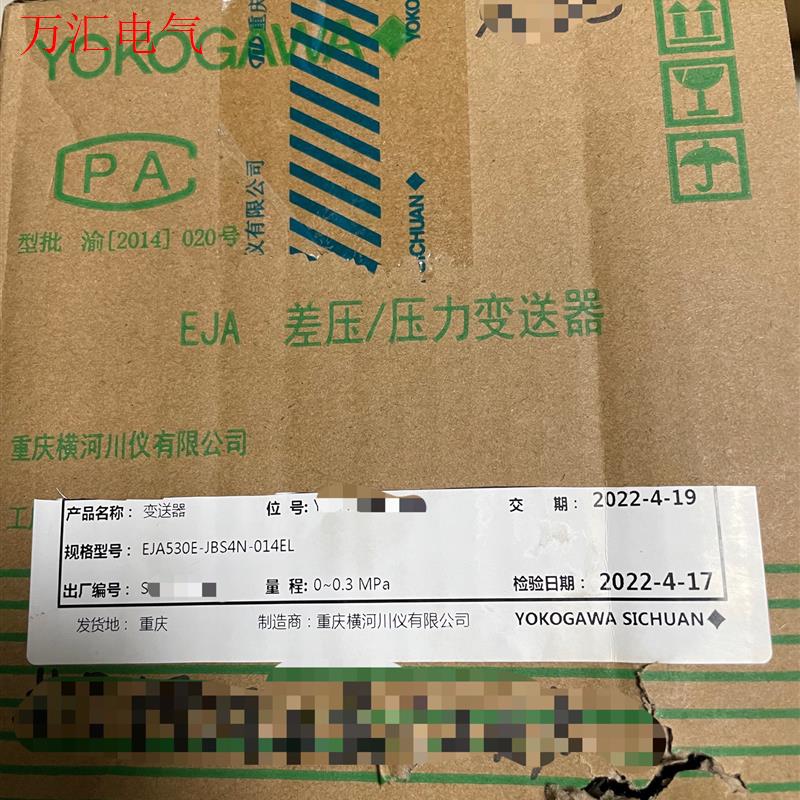 万汇电气
YOKOGAWA
重庆
YOKO
PA
仪有限公司
SICHUAN
型批 渝[2014] 020号
EJA 差压/压力变送器
重庆横河川仪有限公司
产品名称: 变送器 位 号: 交 期: 2022-4-19
规格型号: EJA530E-JBS4N-014EL
出厂编号: S 量 程: 0~0.3 MPa 检验日期: 2022-4-17
发货地: 重庆 制造商: 重庆横河川仪有限公司 YOKOGAWA SICHUAN